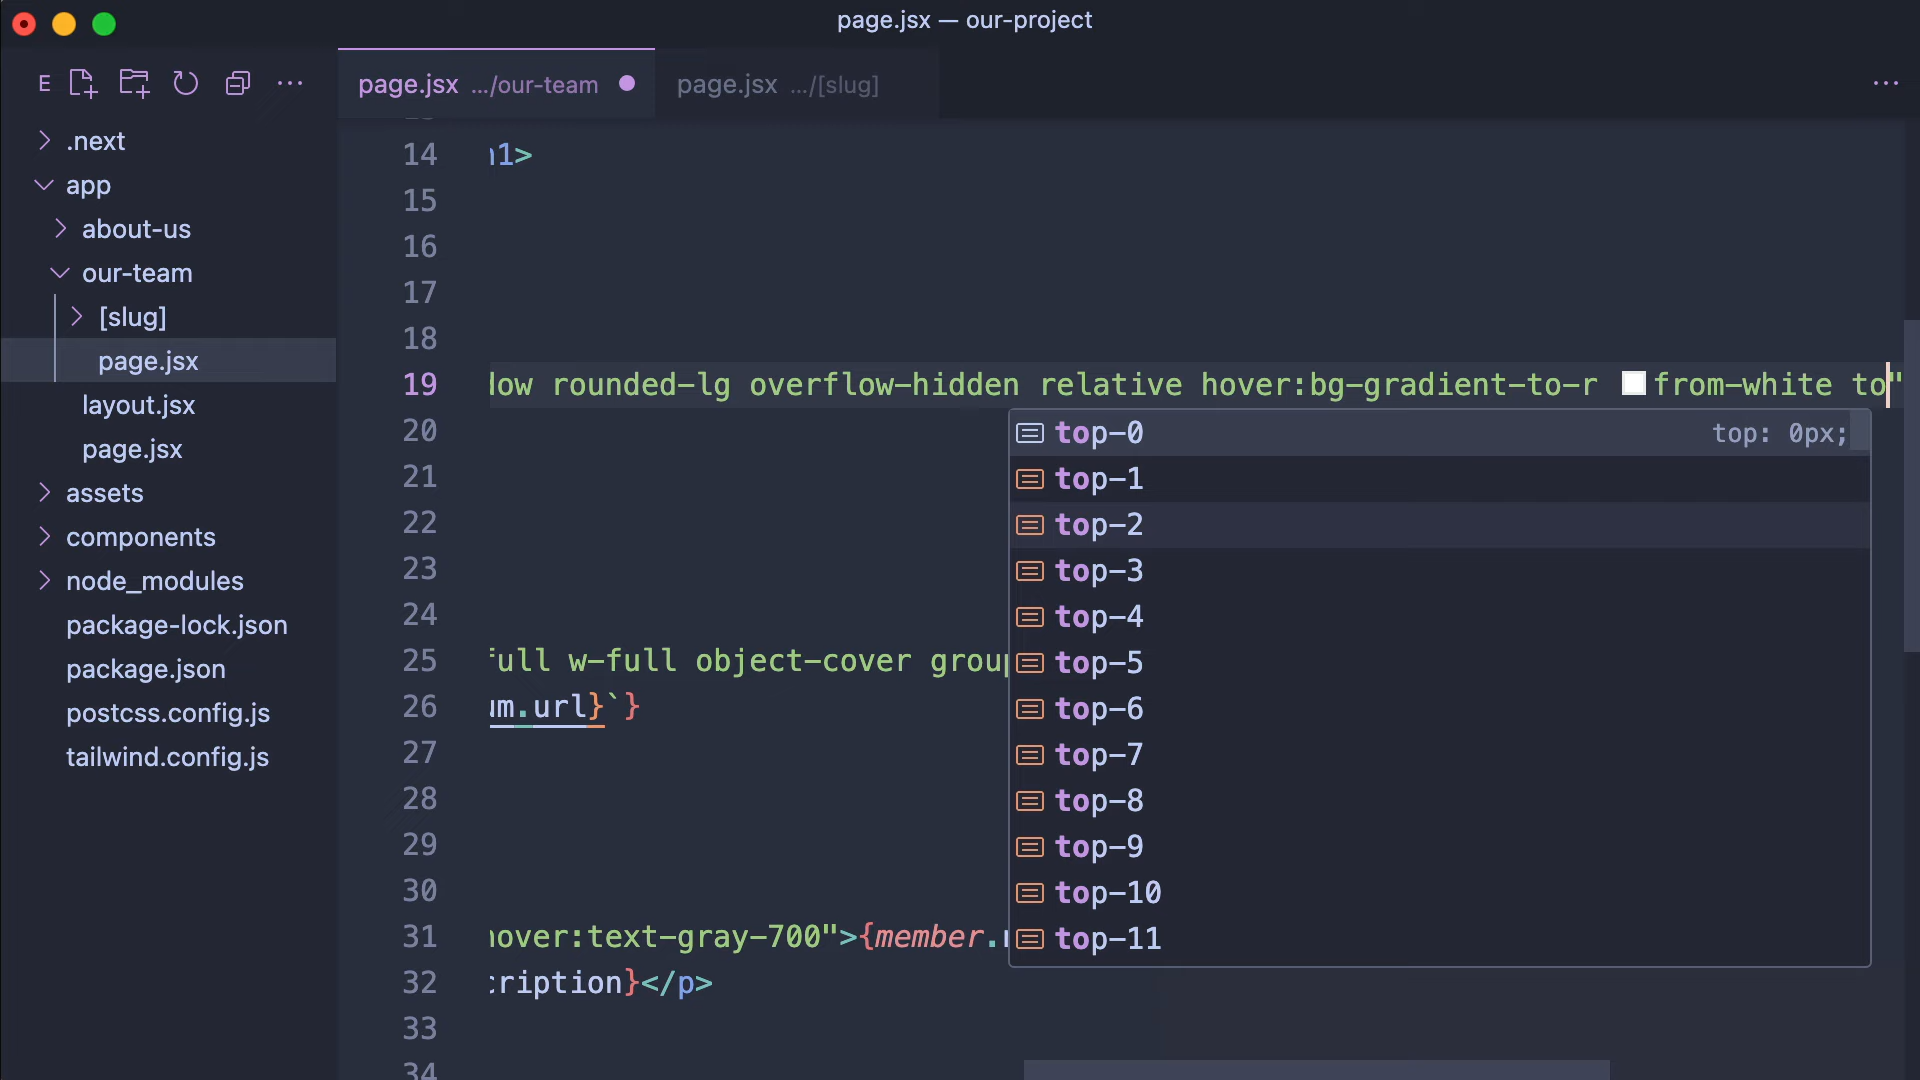 page.jsx — our-project
E
page.jsx .../our-team
page.jsx .../[slug]
.next
app
about-us
our-team
[slug]
page.jsx
layout.jsx
page.jsx
assets
components
node_modules
package-lock.json
package.json
postcss.config.js
tailwind.config.js
14 1>
15
16
17
18
19 low rounded-lg overflow-hidden relative hover:bg-gradient-to-r from-white to"
20
21
22
23
24
25 full w-full object-cover group
26 um.url}`}
27
28
29
30
31 hover:text-gray-700">{member.
32 cription}</p>
33
34
top-0 top: 0px;
top-1
top-2
top-3
top-4
top-5
top-6
top-7
top-8
top-9
top-10
top-11